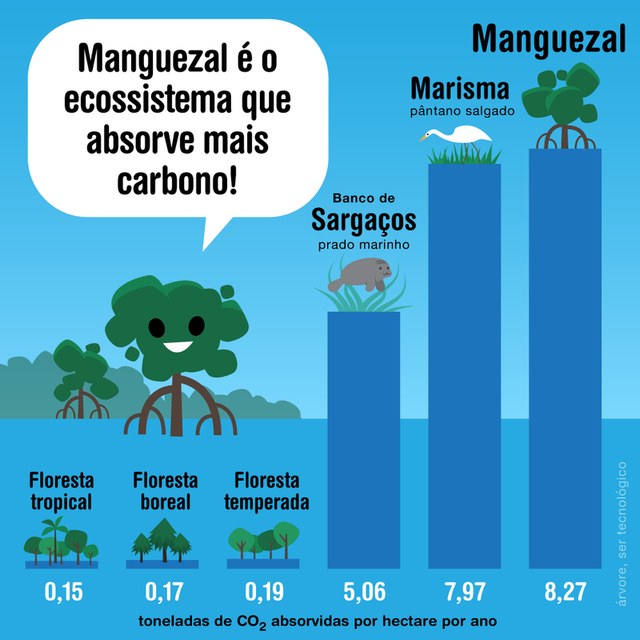 Manguezal é o
ecossistema que
absorve mais
carbono!
Manguezal
Marisma
pântano salgado
Banco de
Sargaços
prado marinho
Floresta
tropical
Floresta
boreal
Floresta
temperada
0,15
0,17
0,19
5,06
7,97
8,27
toneladas de CO₂ absorvidas por hectare por ano
árvore, ser tecnológico